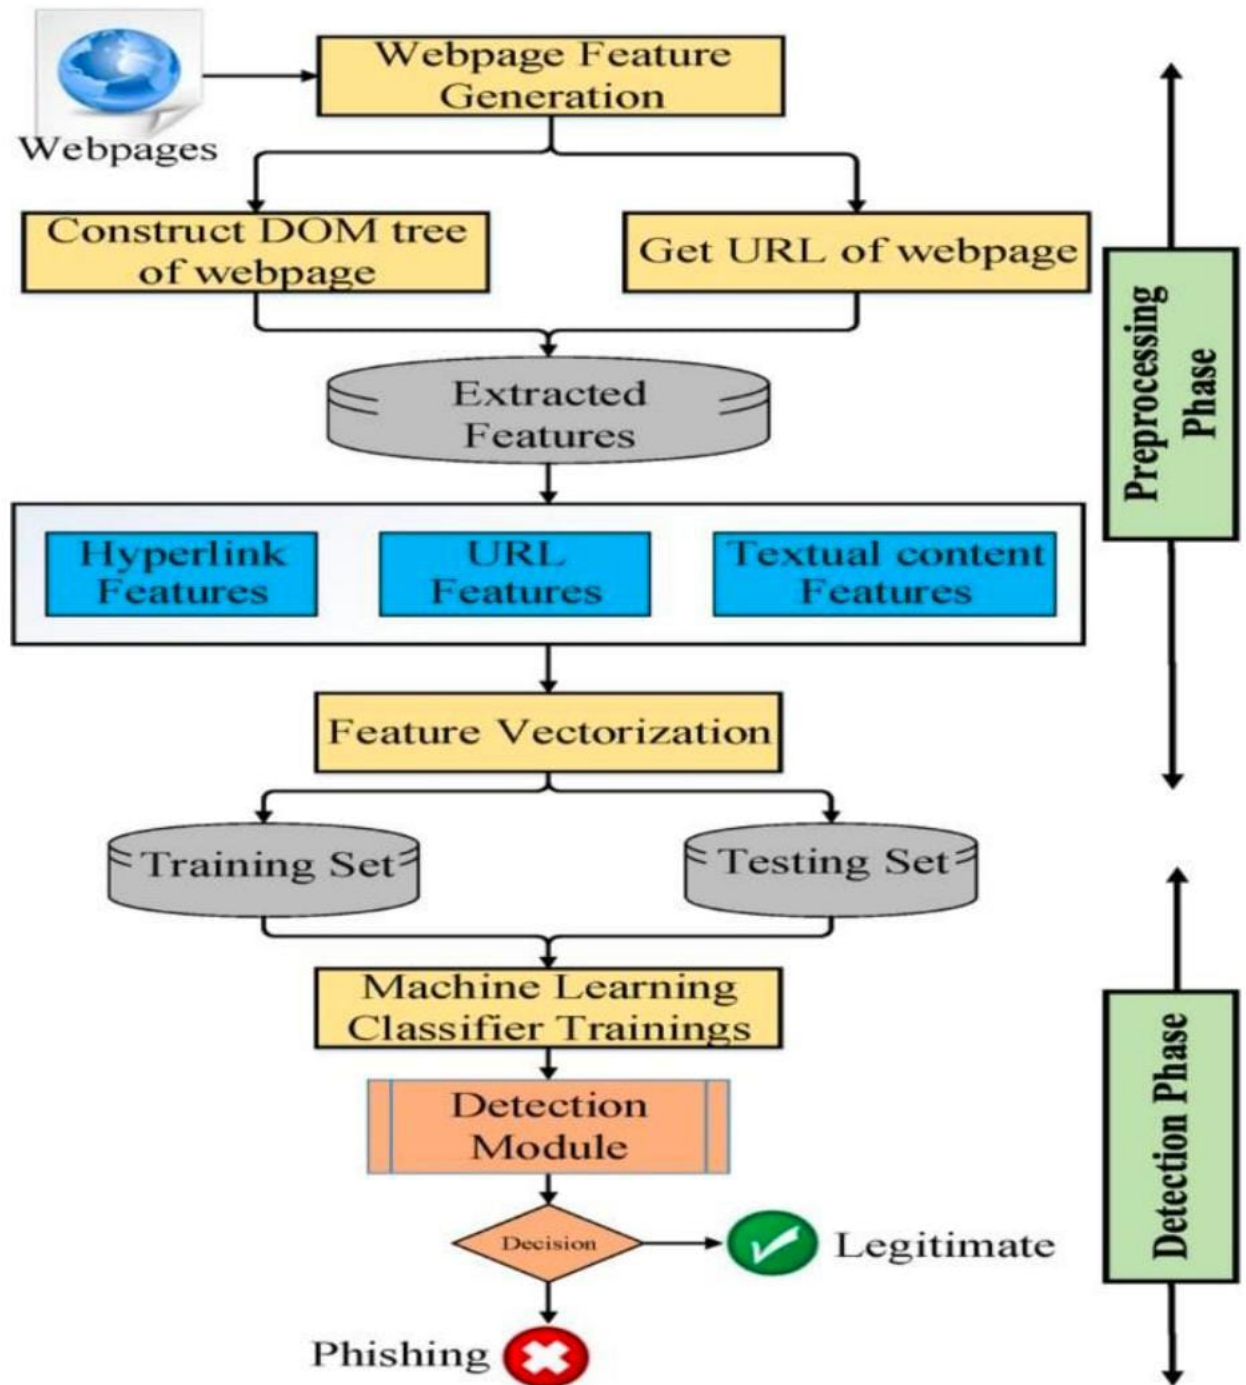 Webpage Feature
Generation
Webpages
Construct DOM tree
of webpage
Get URL of webpage
Extracted
Features
Hyperlink
Features
URL
Features
Textual content
Features
Feature Vectorization
Training Set
Testing Set
Machine Learning
Classifier Trainings
Detection
Module
Decision
Legitimate
Phishing
Preprocessing
Phase
Detection Phase